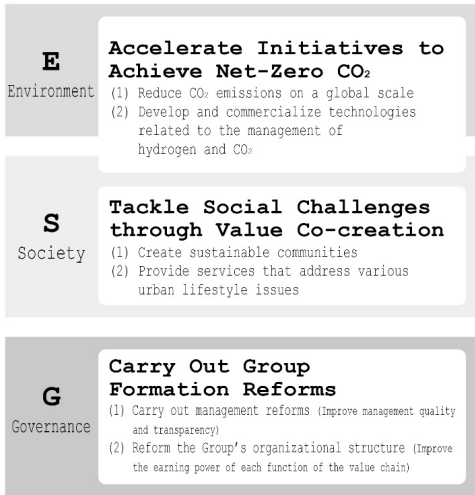 E
Environment
Accelerate Initiatives to
Achieve Net-Zero CO₂
(1) Reduce CO₂ emissions on a global scale
(2) Develop and commercialize technologies
related to the management of
hydrogen and CO₂
S
Society
Tackle Social Challenges
through Value Co-creation
(1) Create sustainable communities
(2) Provide services that address various
urban lifestyle issues
G
Governance
Carry Out Group
Formation Reforms
(1) Carry out management reforms (Improve management quality
and transparency)
(2) Reform the Group's organizational structure (Improve
the earning power of each function of the value chain)